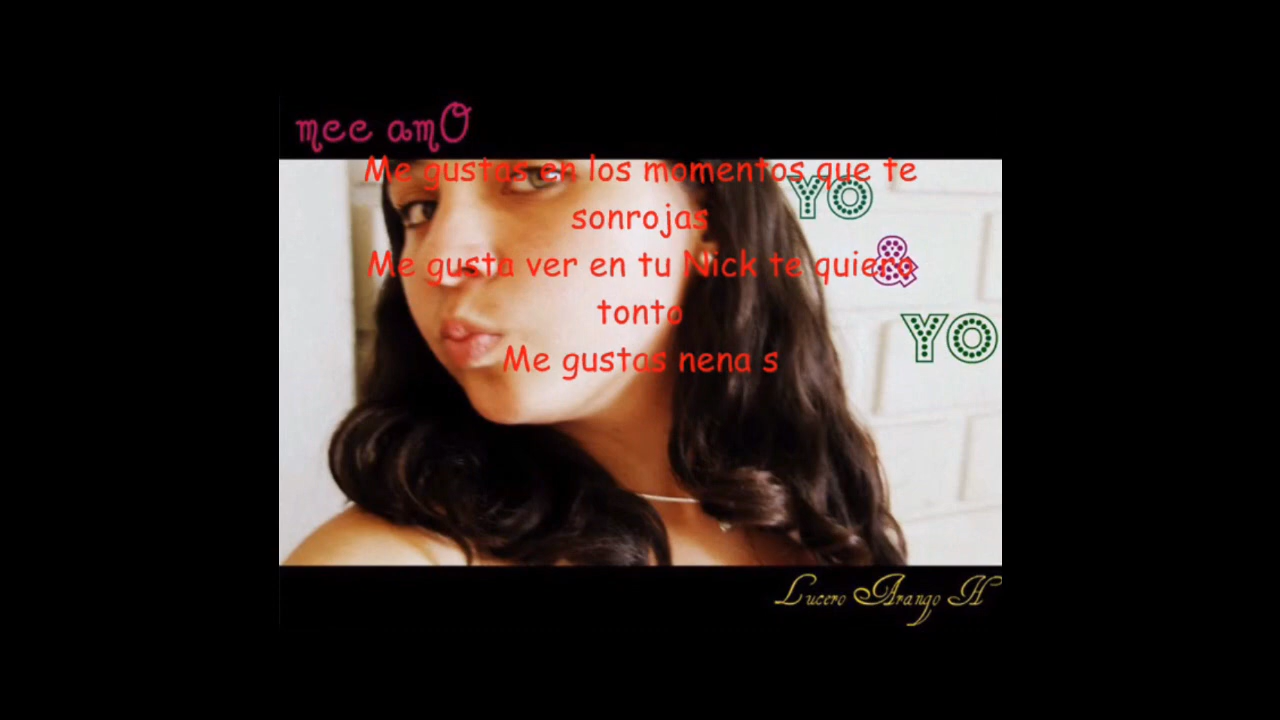 mee amO
Me gustas en los momentos que te
sonrojas
Me gusta ver en tu Nick te quiero
tonto
Me gustas nena s
YO
&
YO
Lucero Arango H